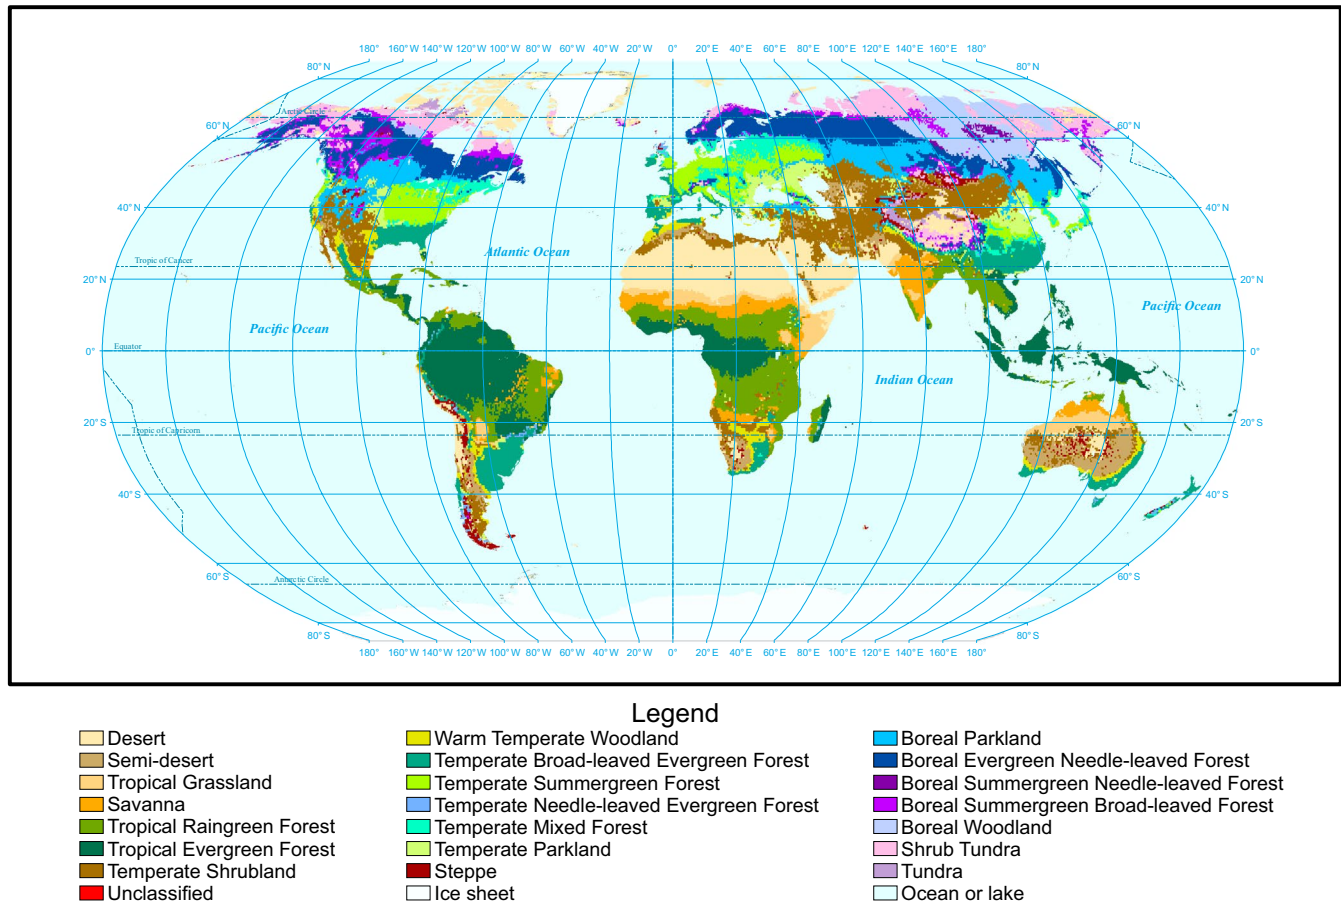 180° 160°W 140°W 120°W 100°W 80°W 60°W 40°W 20°W 0° 20°E 40°E 60°E 80°E 100°E 120°E 140°E 160°E 180°
80°N 80°N
Arctic Circle
60°N 60°N
40°N 40°N
Atlantic Ocean
Tropic of Cancer
20°N 20°N
Pacific Ocean Pacific Ocean
Equator
0° 0°
Indian Ocean
20°S 20°S
Tropic of Capricorn
40°S 40°S
60°S 60°S
Antarctic Circle
80°S 80°S
180° 160°W 140°W 120°W 100°W 80°W 60°W 40°W 20°W 0° 20°E 40°E 60°E 80°E 100°E 120°E 140°E 160°E 180°
Legend
Desert
Semi-desert
Tropical Grassland
Savanna
Tropical Raingreen Forest
Tropical Evergreen Forest
Temperate Shrubland
Unclassified
Warm Temperate Woodland
Temperate Broad-leaved Evergreen Forest
Temperate Summergreen Forest
Temperate Needle-leaved Evergreen Forest
Temperate Mixed Forest
Temperate Parkland
Steppe
Ice sheet
Boreal Parkland
Boreal Evergreen Needle-leaved Forest
Boreal Summergreen Needle-leaved Forest
Boreal Summergreen Broad-leaved Forest
Boreal Woodland
Shrub Tundra
Tundra
Ocean or lake